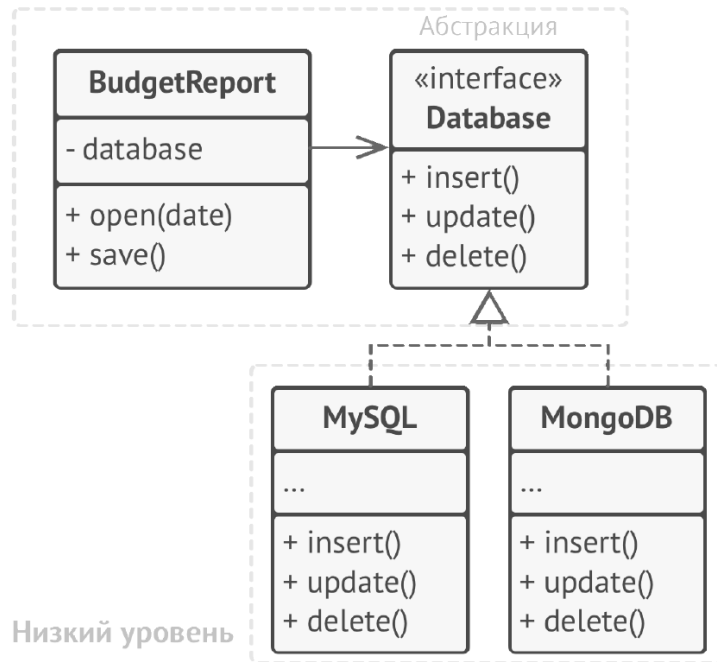 Абстракция
BudgetReport
- database
+ open(date)
+ save()
«interface»
Database
+ insert()
+ update()
+ delete()
MySQL
...
+ insert()
+ update()
+ delete()
MongoDB
...
+ insert()
+ update()
+ delete()
Низкий уровень